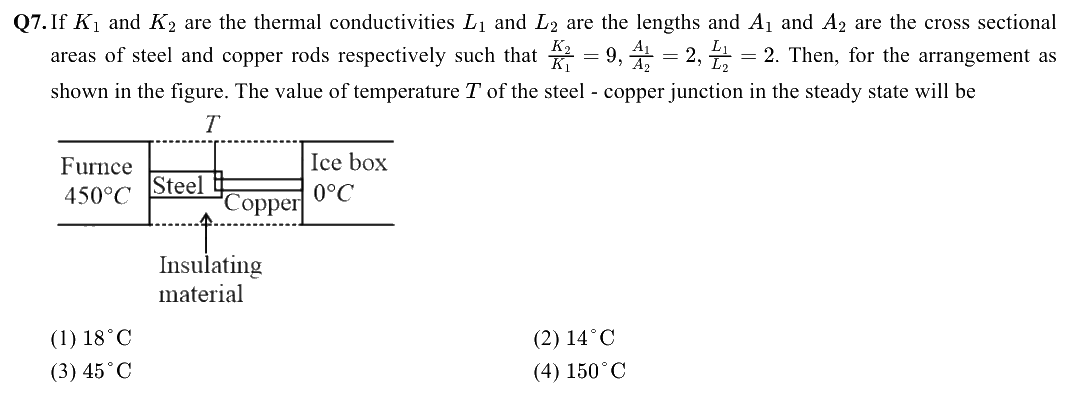 Q7. If K₁ and K₂ are the thermal conductivities L₁ and L₂ are the lengths and A₁ and A₂ are the cross sectional
areas of steel and copper rods respectively such that K₂/K₁ = 9, A₁/A₂ = 2, L₁/L₂ = 2. Then, for the arrangement as
shown in the figure. The value of temperature T of the steel - copper junction in the steady state will be
T
Furnce
450°C
Steel
Copper
Ice box
0°C
Insulating
material
(1) 18°C
(2) 14°C
(3) 45°C
(4) 150°C